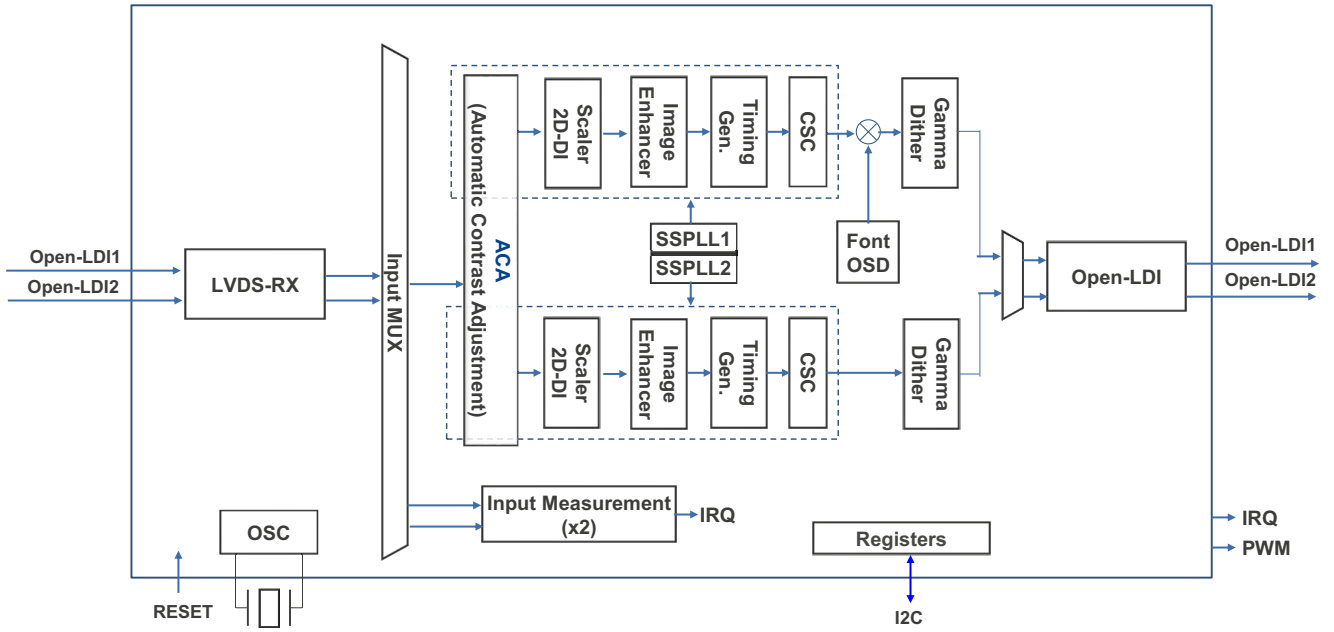 Open-LDI1
Open-LDI2
LVDS-RX
Input MUX
ACA
(Automatic Contrast Adjustment)
Scaler
2D-DI
Image
Enhancer
Timing
Gen.
CSC
Gamma
Dither
SSPLL1
SSPLL2
Font
OSD
Scaler
2D-DI
Image
Enhancer
Timing
Gen.
CSC
Gamma
Dither
Open-LDI
Open-LDI1
Open-LDI2
Input Measurement
(x2)
IRQ
OSC
RESET
Registers
I2C
IRQ
PWM